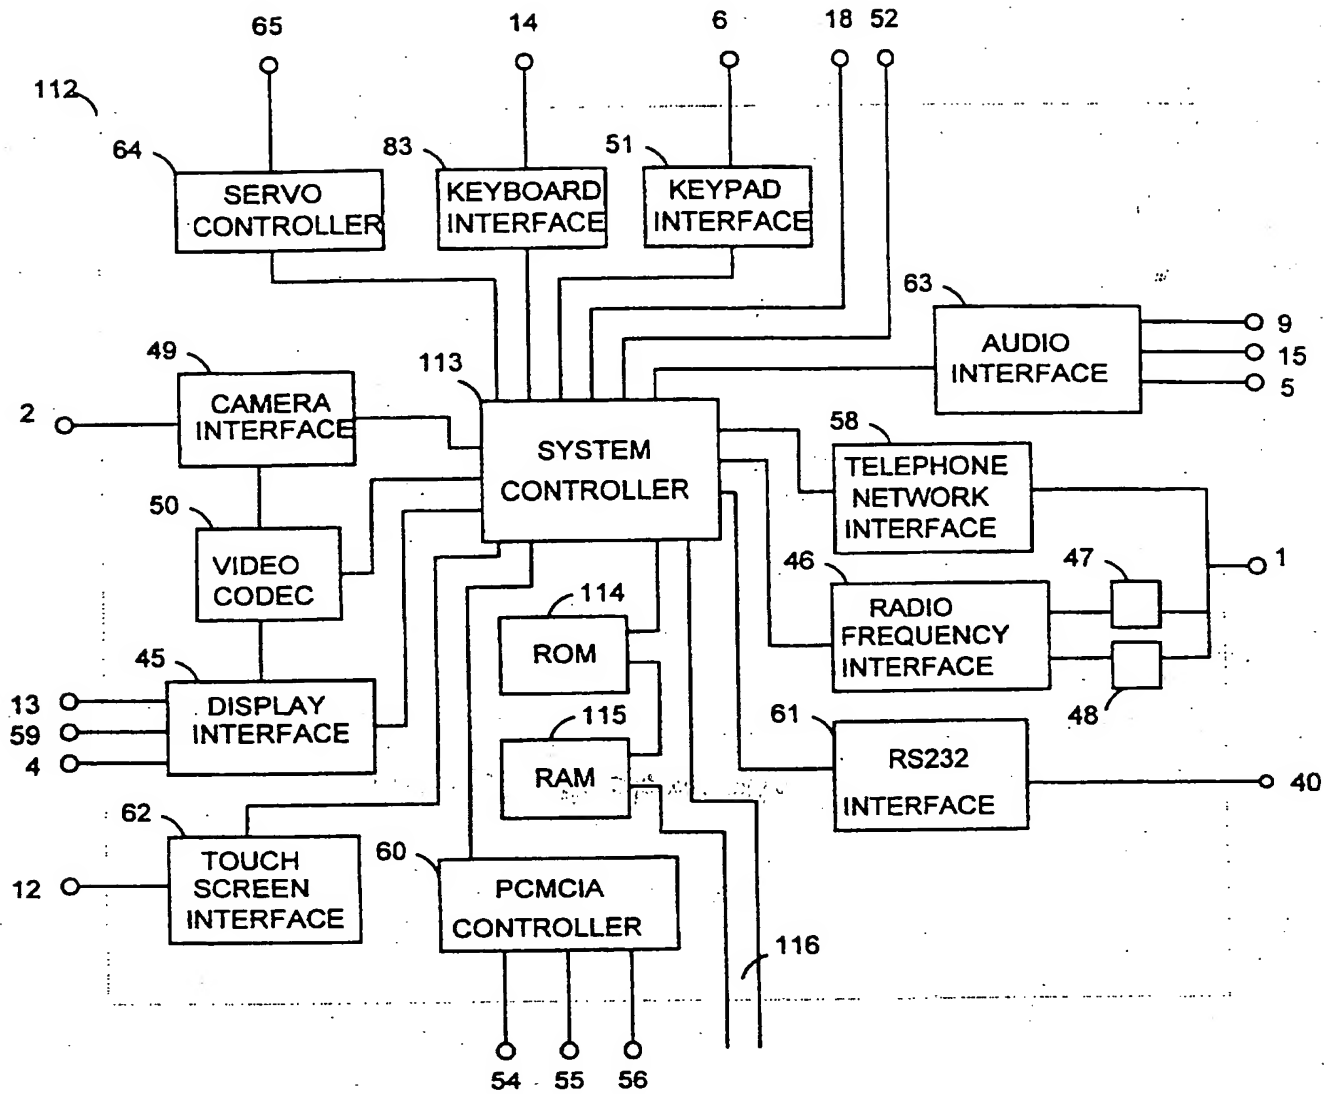 65
14
6
18
52
112
64
83
51
SERVO
CONTROLLER
KEYBOARD
INTERFACE
KEYPAD
INTERFACE
63
AUDIO
INTERFACE
9
15
5
49
113
2
CAMERA
INTERFACE
SYSTEM
CONTROLLER
58
TELEPHONE
NETWORK
INTERFACE
50
VIDEO
CODEC
46
47
1
114
ROM
RADIO
FREQUENCY
INTERFACE
48
45
13
59
4
DISPLAY
INTERFACE
115
RAM
61
RS232
INTERFACE
40
62
12
TOUCH
SCREEN
INTERFACE
60
PCMCIA
CONTROLLER
116
54
55
56